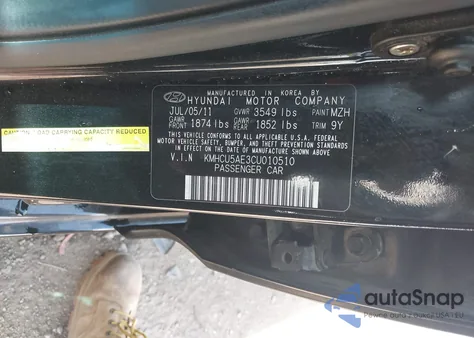 MANUFACTURED IN KOREA BY
HYUNDAI MOTOR COMPANY
JUL/05/11 GVWR 3549 lbs PAINT MZH
GAWR FRONT 1874 lbs GAWR REAR 1852 lbs TRIM 9Y
THIS VEHICLE CONFORMS TO ALL APPLICABLE U.S.A. FEDERAL
MOTOR VEHICLE SAFETY, BUMPER, AND THEFT PREVENTION
STANDARDS IN EFFECT ON THE DATE OF MANUFACTURE SHOWN
ABOVE.
V.I.N KMHCU5AE3CU010510
PASSENGER CAR
LOAD CARRYING CAPACITY REDUCED
autoSnap